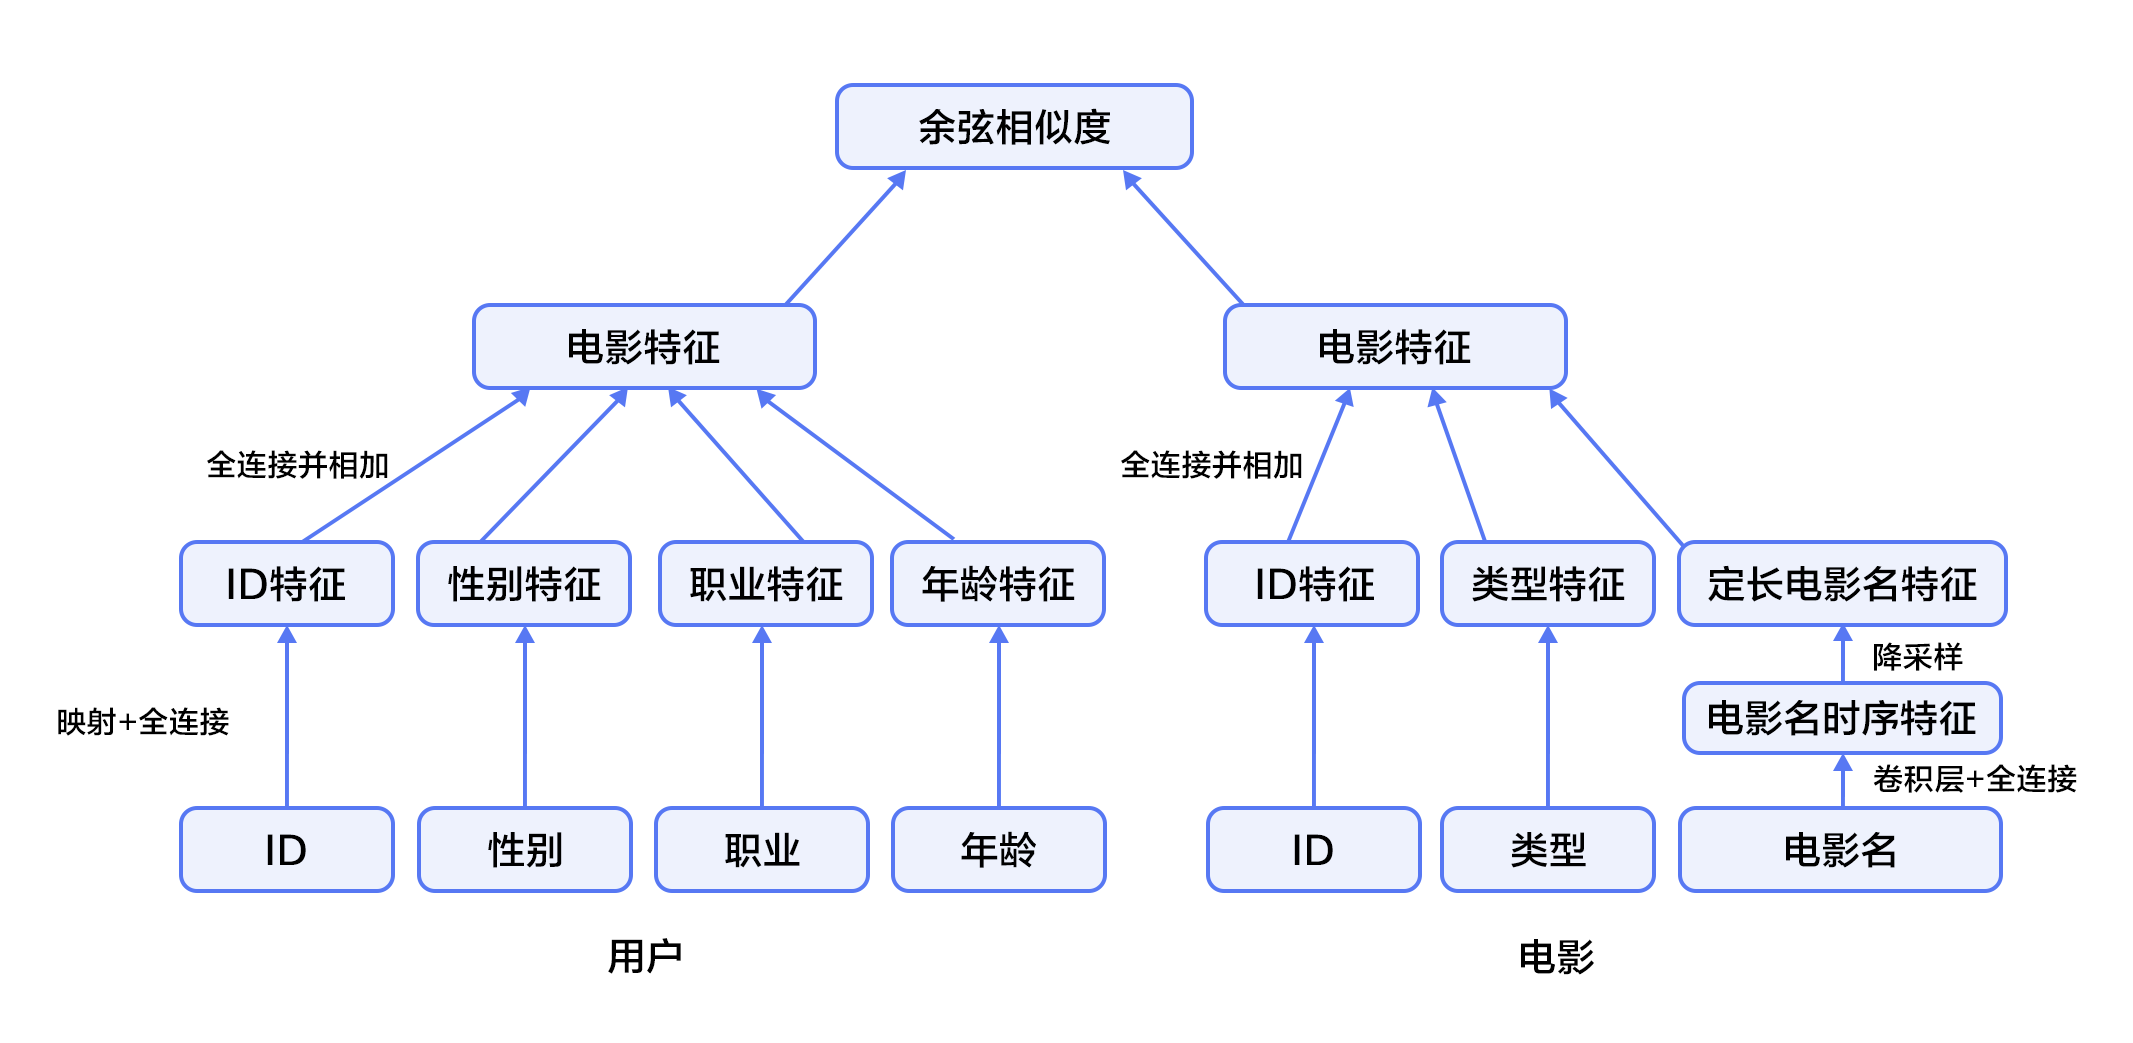 余弦相似度
电影特征
电影特征
全连接并相加
全连接并相加
ID特征
性别特征
职业特征
年龄特征
ID特征
类型特征
定长电影名特征
降采样
映射+全连接
电影名时序特征
卷积层+全连接
ID
性别
职业
年龄
ID
类型
电影名
用户
电影